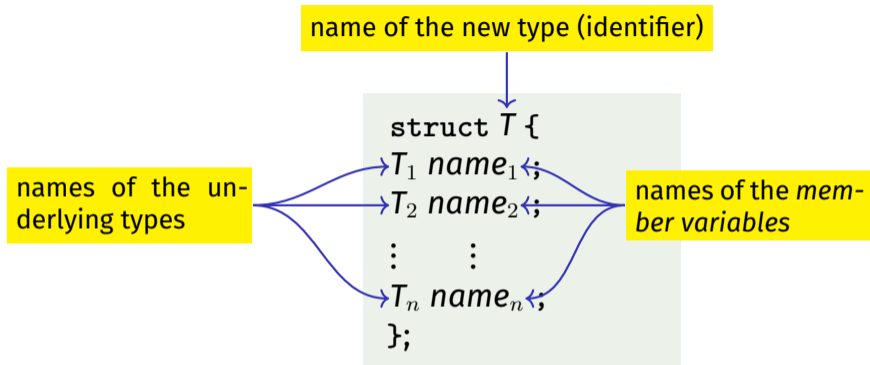 name of the new type (identifier)
struct T {
T₁ name₁;
names of the un-
derlying types
T₂ name₂;
names of the mem-
ber variables
⋮ ⋮
Tₙ nameₙ;
};